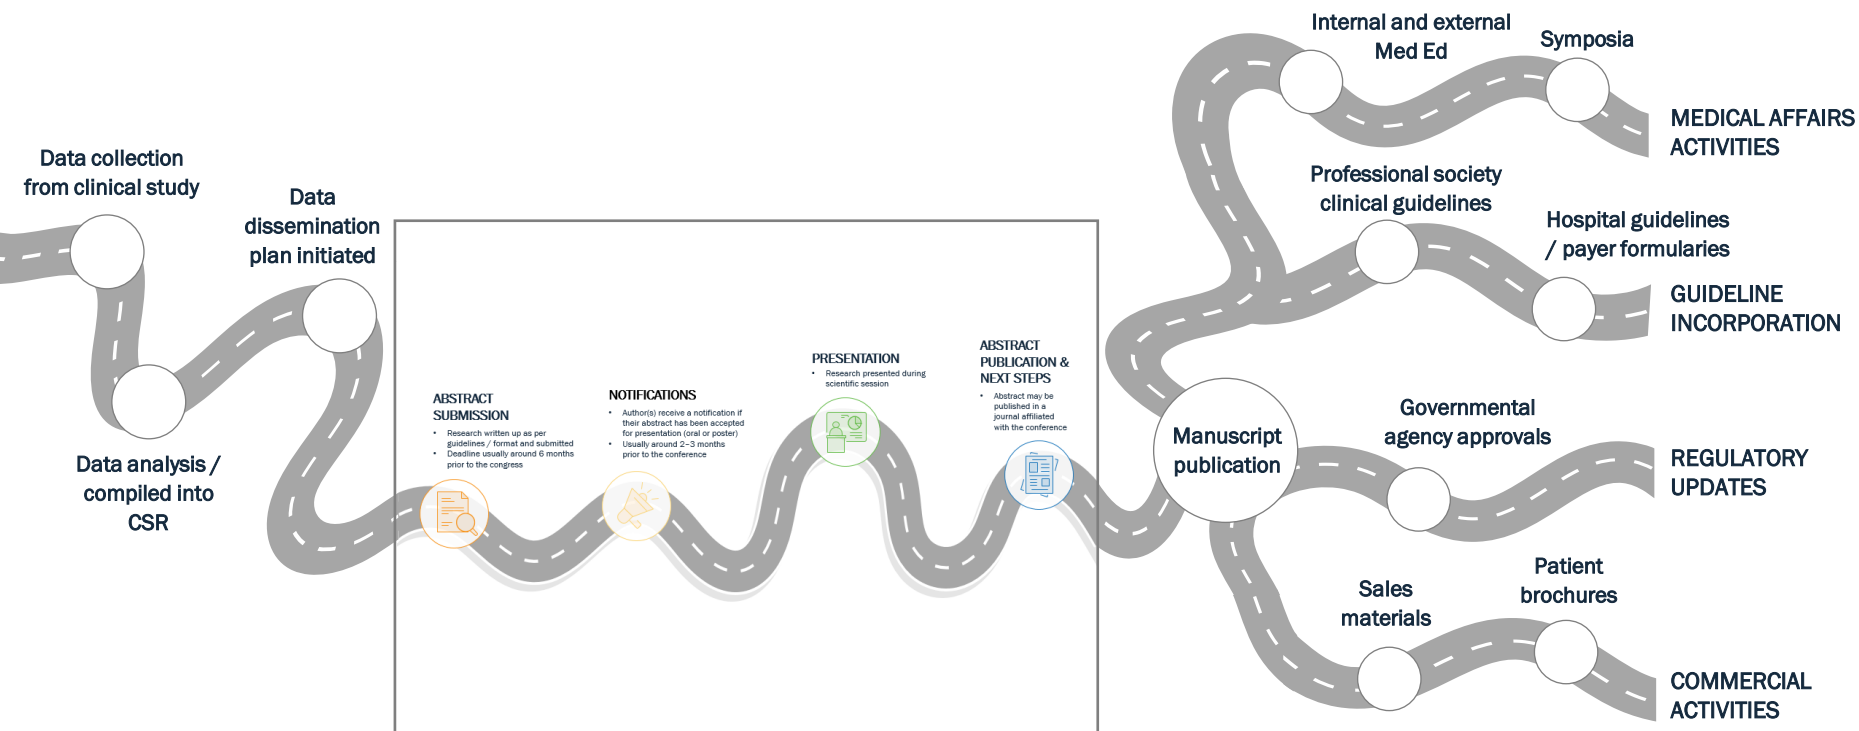 Data collection
from clinical study
Data analysis /
compiled into
CSR
Data
dissemination
plan initiated
ABSTRACT
SUBMISSION
• Research written up as per
guidelines / format and submitted
• Deadline usually around 6 months
prior to the congress
NOTIFICATIONS
• Author(s) receive a notification if
their abstract has been accepted
for presentation (oral or poster)
• Usually around 2–3 months
prior to the conference
PRESENTATION
• Research presented during
scientific session
ABSTRACT
PUBLICATION &
NEXT STEPS
• Abstract may be
published in a
journal affiliated
with the conference
Manuscript
publication
Internal and external
Med Ed
Symposia
MEDICAL AFFAIRS
ACTIVITIES
Professional society
clinical guidelines
Hospital guidelines
/ payer formularies
GUIDELINE
INCORPORATION
Governmental
agency approvals
REGULATORY
UPDATES
Sales
materials
Patient
brochures
COMMERCIAL
ACTIVITIES